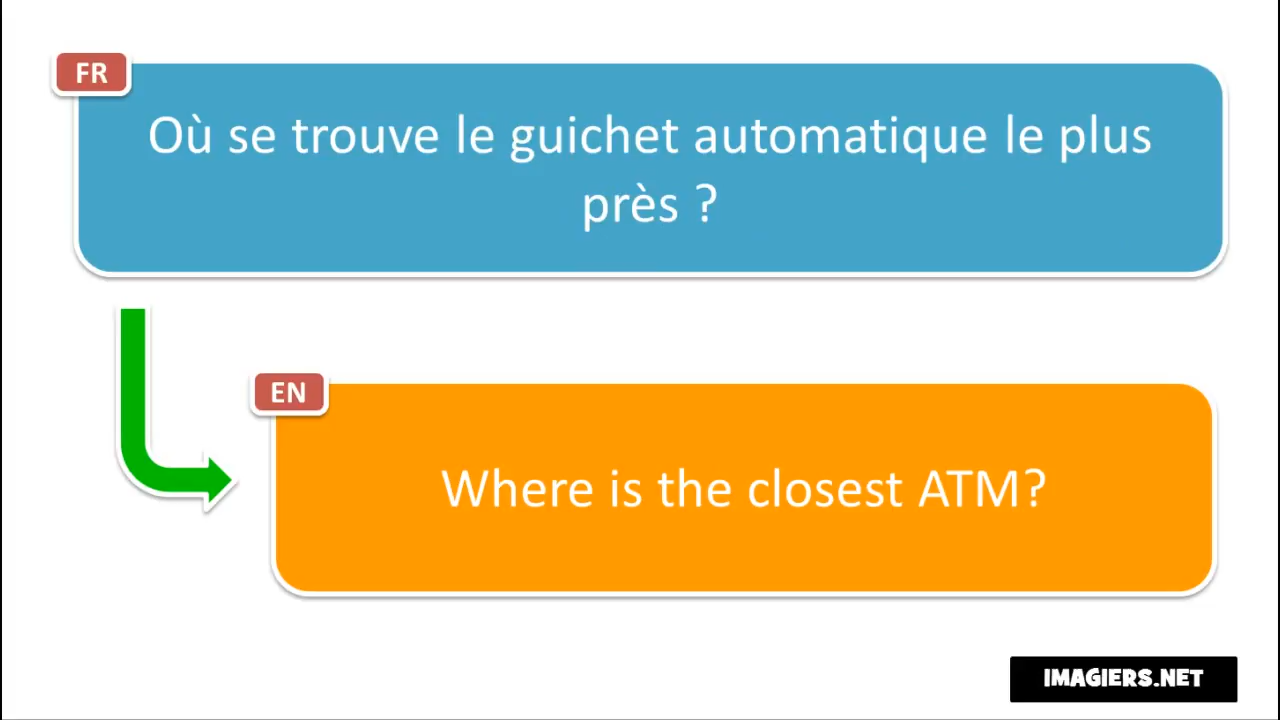 FR
Où se trouve le guichet automatique le plus
près ?
EN
Where is the closest ATM?
IMAGIERS.NET